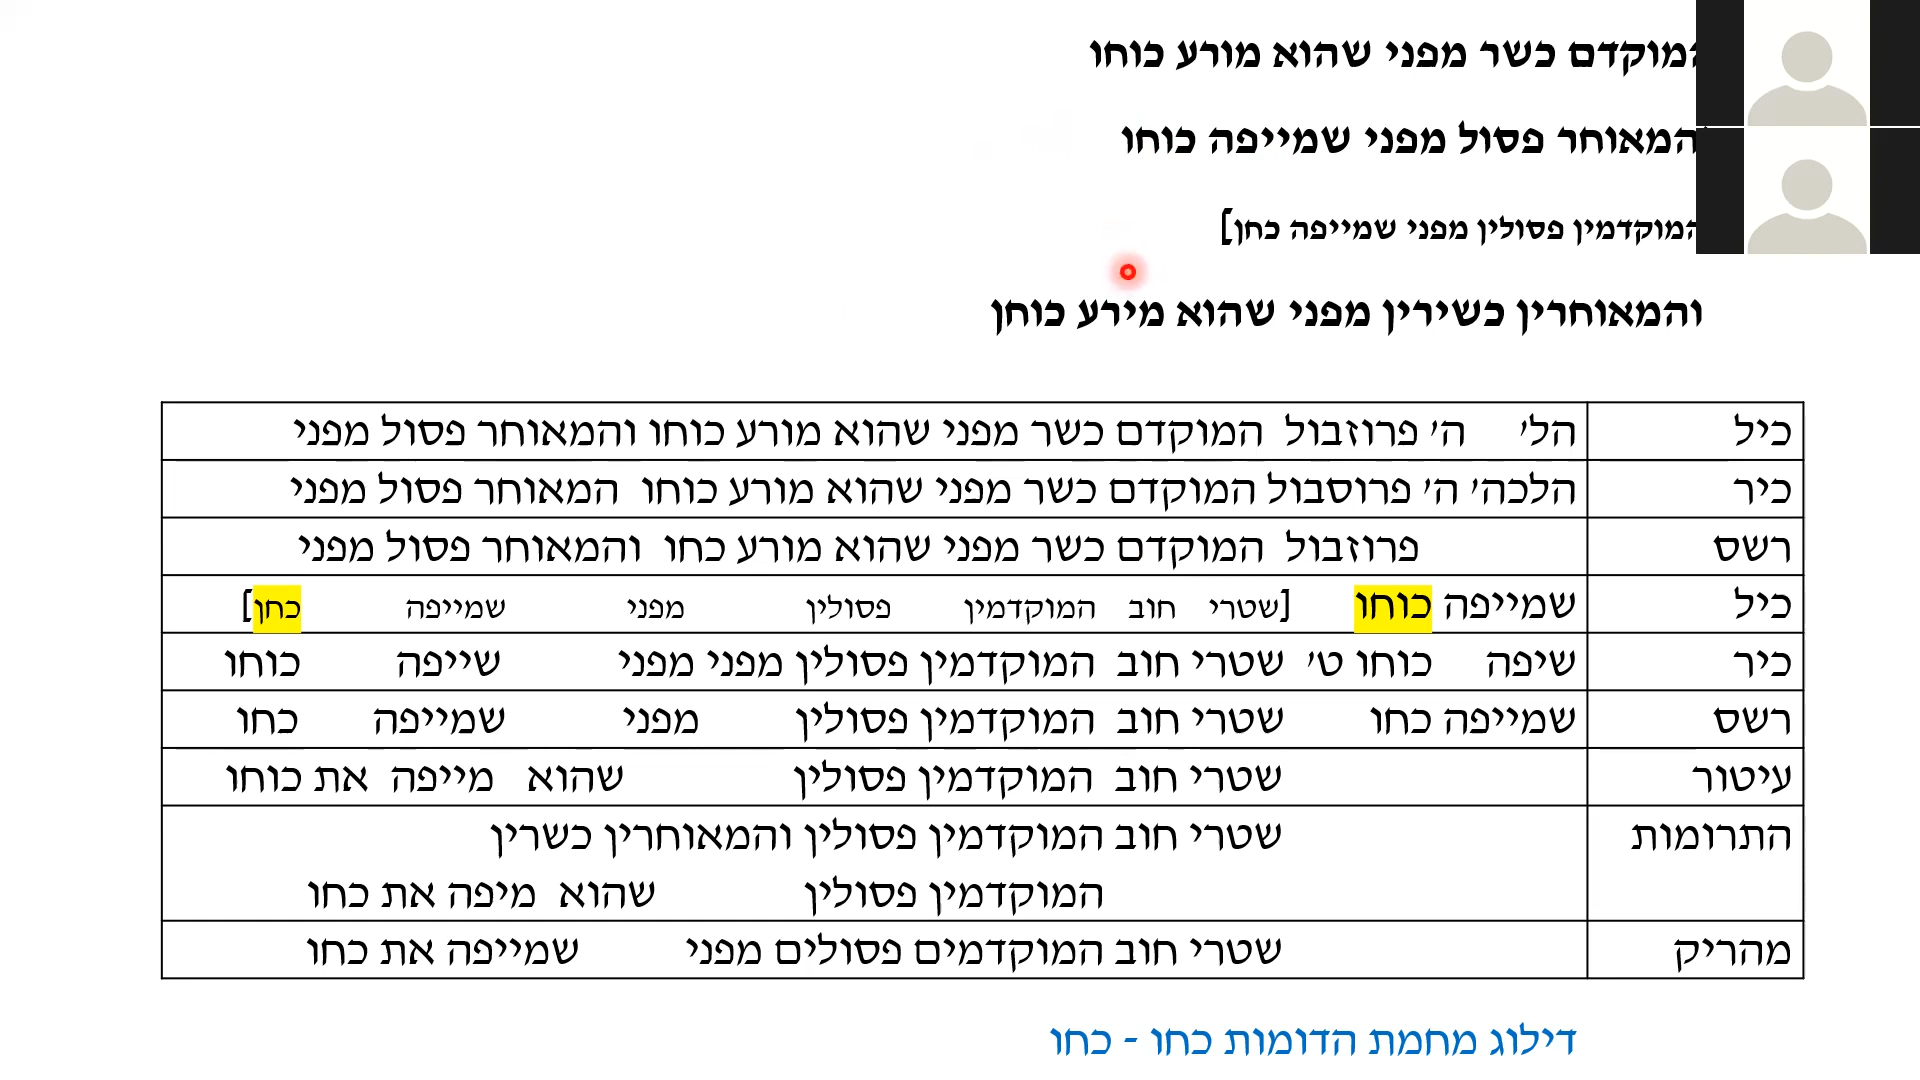 המוקדם כשר מפני שהוא מורע כוחו
והמאוחר פסול מפני שמייפה כוחו
המוקדמין פסולין מפני שמייפה כחן]
והמאוחרין כשירין מפני שהוא מירע כוחן
כיל הל' ה' פרוזבול המוקדם כשר מפני שהוא מורע כוחו והמאוחר פסול מפני
כיר הלכה' ה' פרוסבול המוקדם כשר מפני שהוא מורע כוחו המאוחר פסול מפני
רשס פרוזבול המוקדם כשר מפני שהוא מורע כחו והמאוחר פסול מפני
כיל שמייפה כוחו [שטרי חוב המוקדמין פסולין מפני שמייפה כחן]
כיר שיפה כוחו ט' שטרי חוב המוקדמין פסולין מפני מפני שייפה כוחו
רשס שמייפה כחו שטרי חוב המוקדמין פסולין מפני שמייפה כחו
עיטור שטרי חוב המוקדמין פסולין שהוא מייפה את כוחו
התרומות שטרי חוב המוקדמין פסולין והמאוחרין כשרין
המוקדמין פסולין שהוא מיפה את כחו
מהריק שטרי חוב המוקדמים פסולים מפני שמייפה את כחו
דילוג מחמת הדומות כחו - כחו